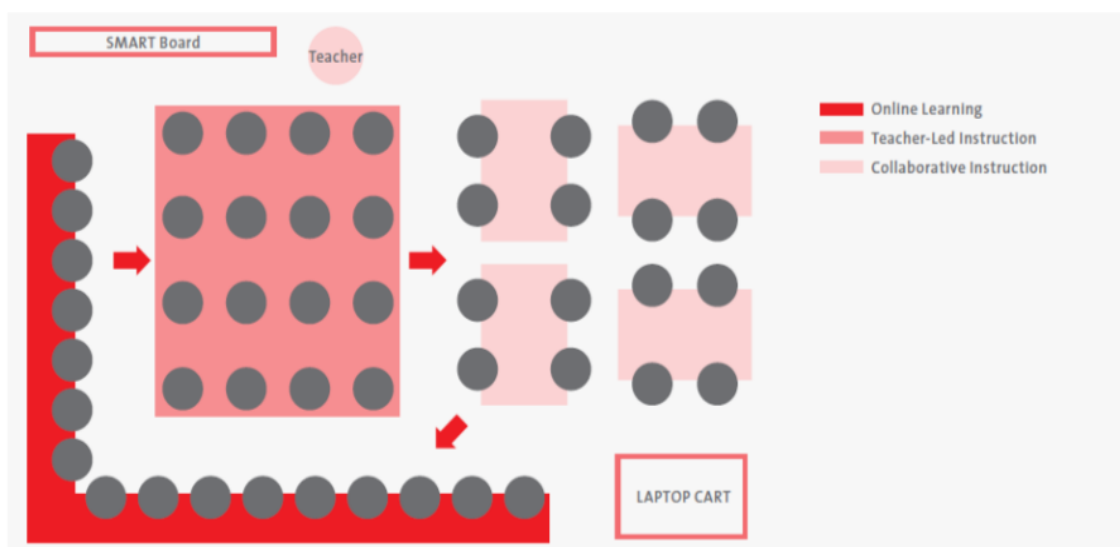 SMART Board
Teacher
Online Learning
Teacher-Led Instruction
Collaborative Instruction
LAPTOP CART